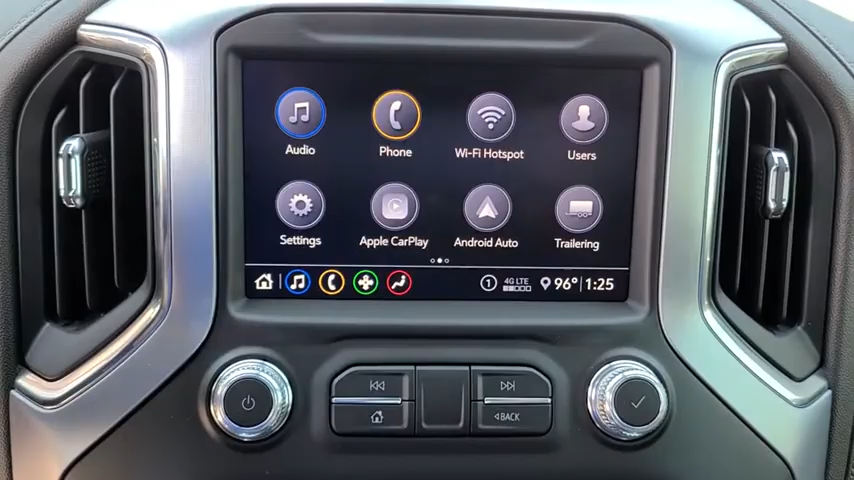 Audio Phone Wi-Fi Hotspot Users
Settings Apple CarPlay Android Auto Trailering
1 4G LTE 96° 1:25
BACK